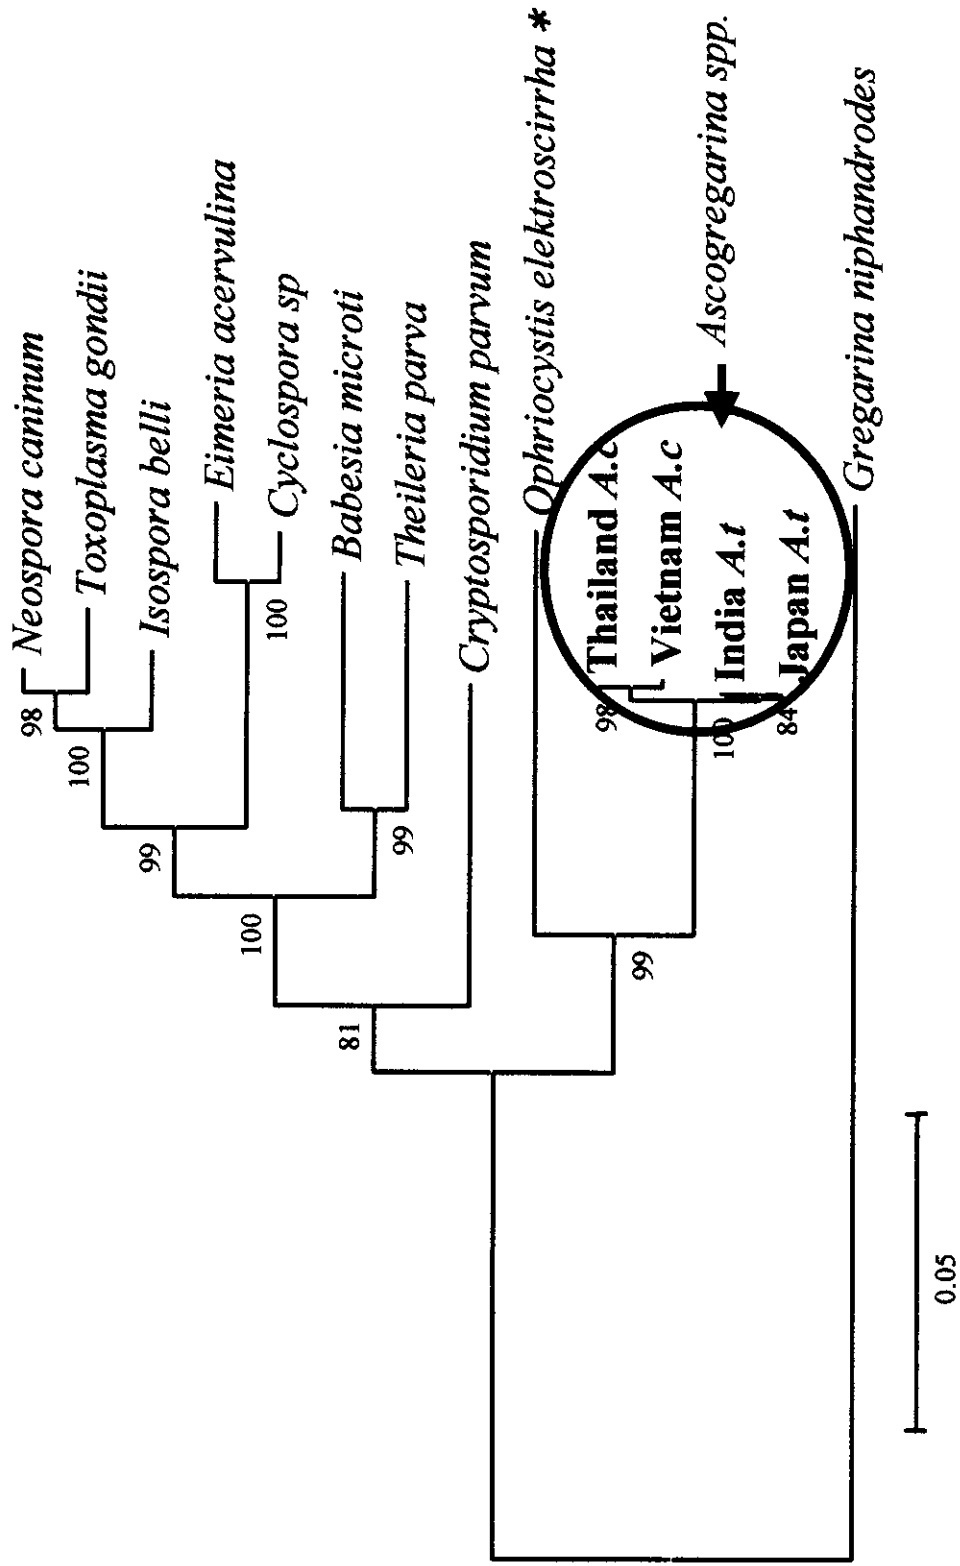 Neospora caninum
98
Toxoplasma gondii
100
Isospora belli
99
Eimeria acervulina
100
Cyclospora sp
100
Babesia microti
99
Theileria parva
81
Cryptosporidium parvum
Ophriocystis elektroscirrha *
99
Thailand A.c
98
Vietnam A.c
100
India A.t
84
Japan A.t
Ascogregarina spp.
Gregarina niphandrodes
0.05